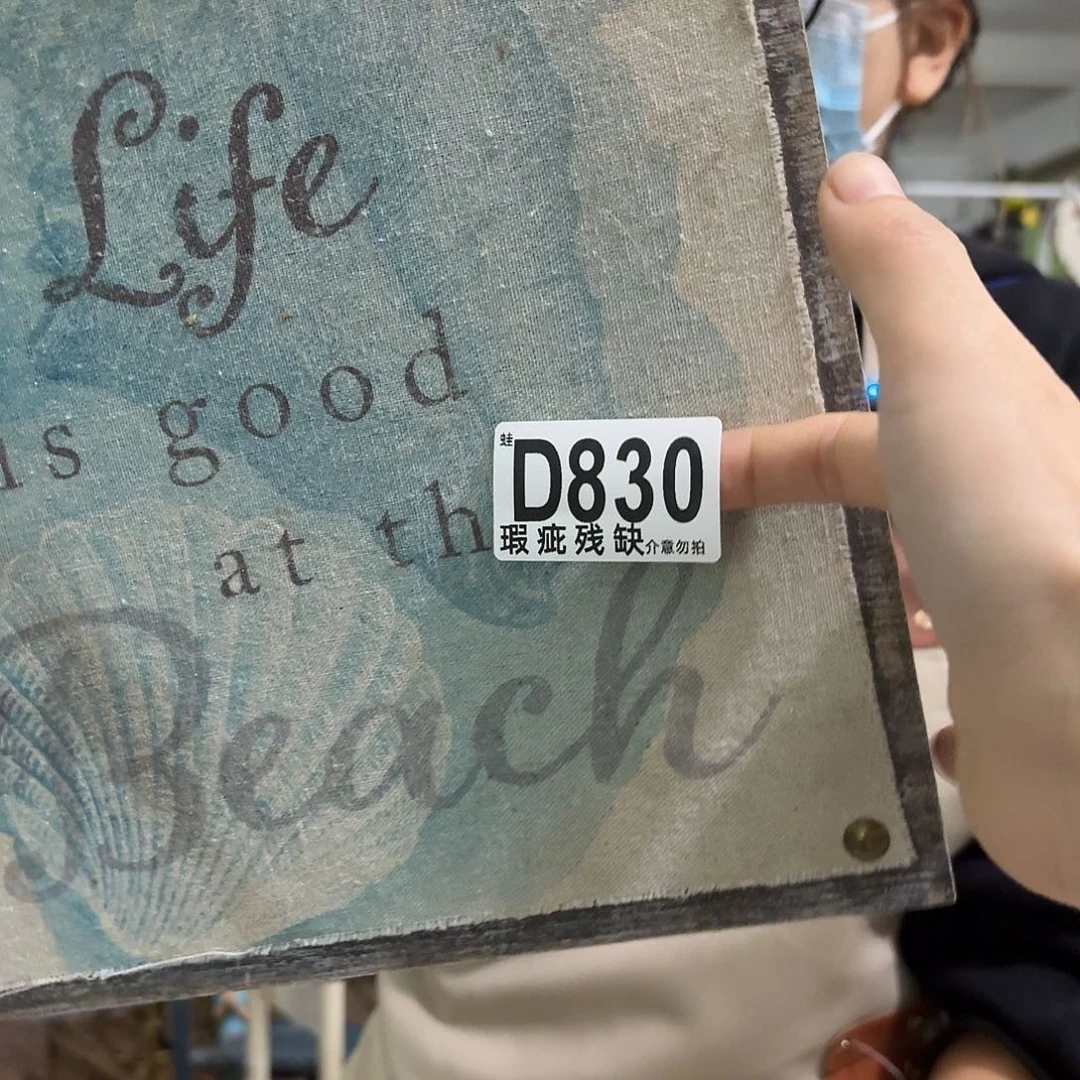 Life
is good
蛙
D830
瑕疵残缺介意勿拍
at th
Beach